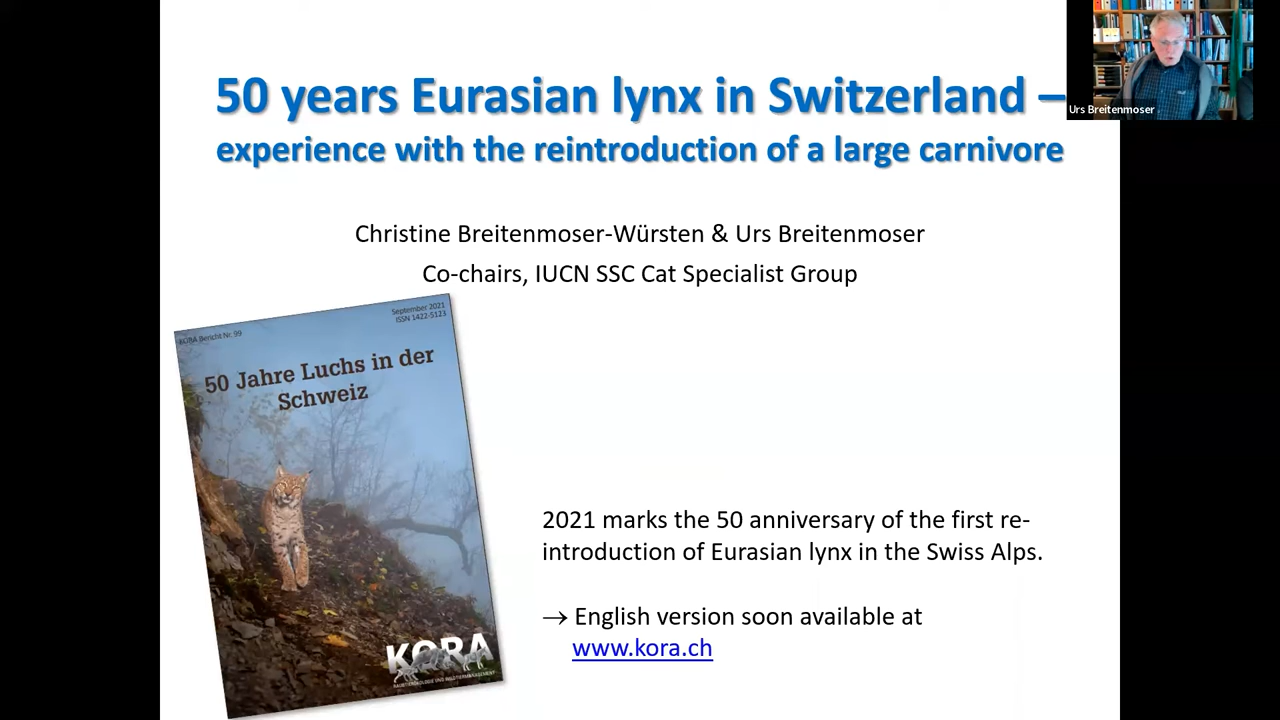 50 years Eurasian lynx in Switzerland –
experience with the reintroduction of a large carnivore
Urs Breitenmoser
Christine Breitenmoser-Würsten & Urs Breitenmoser
Co-chairs, IUCN SSC Cat Specialist Group
KORA Bericht Nr. 99
September 2021
ISSN 1422-5123
50 Jahre Luchs in der
Schweiz
KORA
RAUBTIERÖKOLOGIE UND WILDTIERMANAGEMENT
2021 marks the 50 anniversary of the first re-
introduction of Eurasian lynx in the Swiss Alps.
→ English version soon available at
www.kora.ch